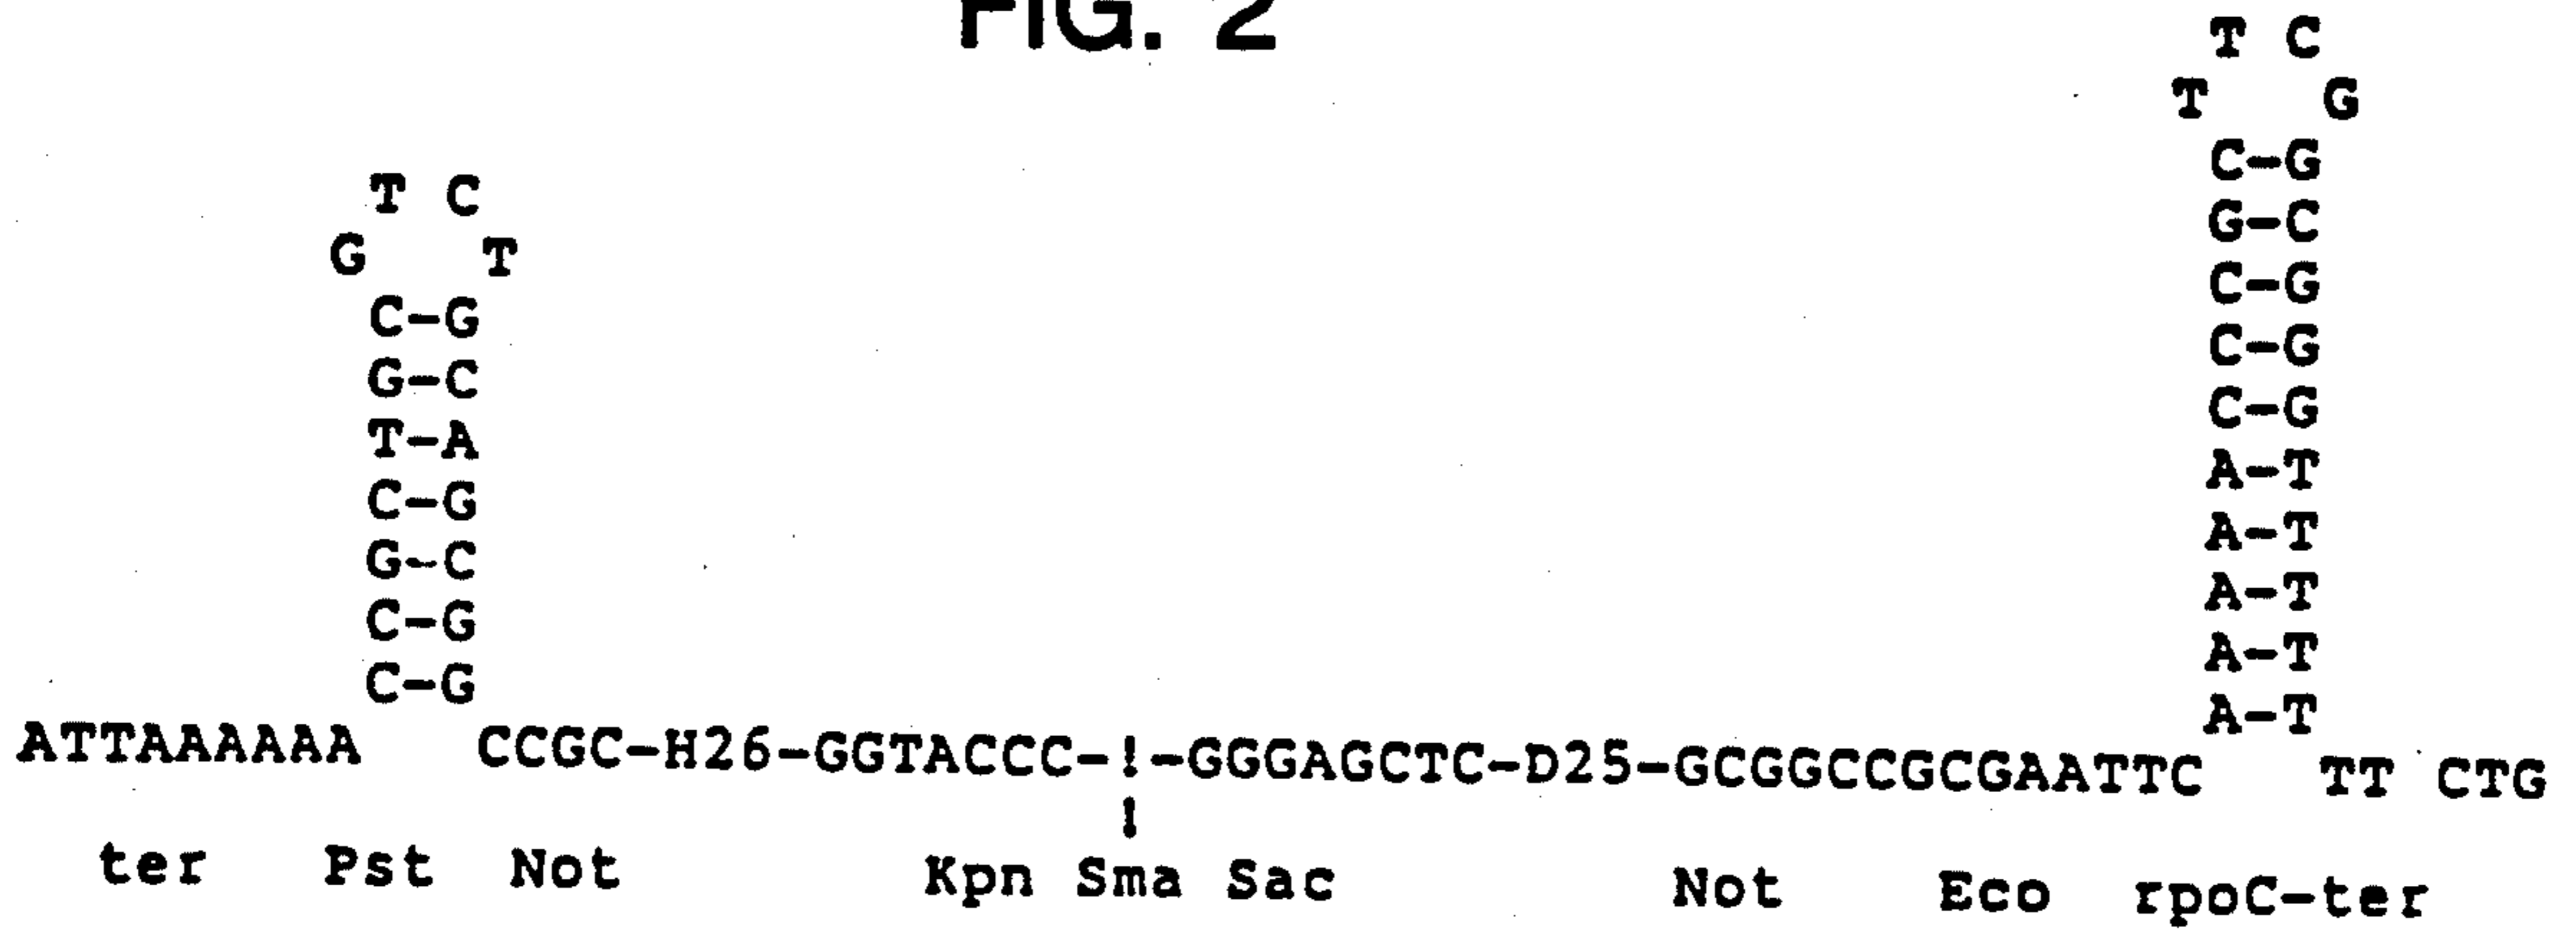 FIG. 2
T C
T G
C-G
T C
G-C
G T
C-G
C-G
C-G
G-C
C-G
T-A
A-T
C-G
A-T
G-C
A-T
C-G
A-T
C-G
A-T
ATTAAAAAA CCGC-H26-GGTACCC-!-GGGAGCTC-D25-GCGGCCGCGAATTC TT CTG
!
ter Pst Not Kpn Sma Sac Not Eco rpoC-ter